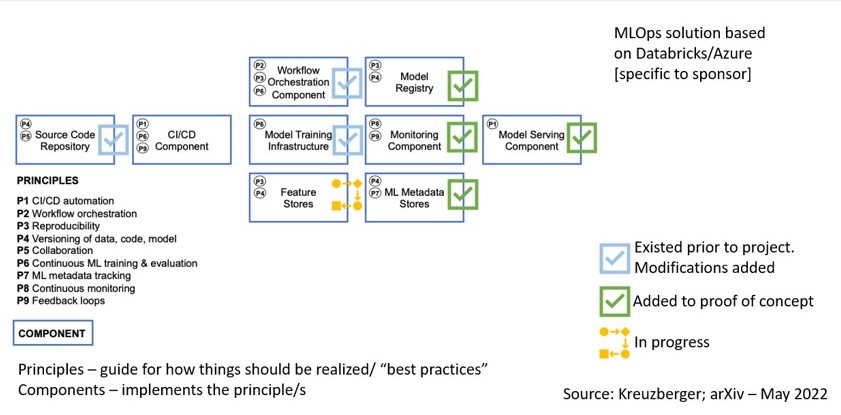 MLOps solution based
on Databricks/Azure
[specific to sponsor]
P2
P3
P6
Workflow
Orchestration
Component
P3
P4
Model
Registry
P4
P5
Source Code
Repository
P1
P6
P9
CI/CD
Component
P6
Model Training
Infrastructure
P8
P9
Monitoring
Component
P1
Model Serving
Component
P3
P4
Feature
Stores
P4
P7
ML Metadata
Stores
PRINCIPLES
P1 CI/CD automation
P2 Workflow orchestration
P3 Reproducibility
P4 Versioning of data, code, model
P5 Collaboration
P6 Continuous ML training & evaluation
P7 ML metadata tracking
P8 Continuous monitoring
P9 Feedback loops
COMPONENT
Existed prior to project.
Modifications added
Added to proof of concept
In progress
Principles – guide for how things should be realized/ “best practices”
Components – implements the principle/s
Source: Kreuzberger; arXiv – May 2022